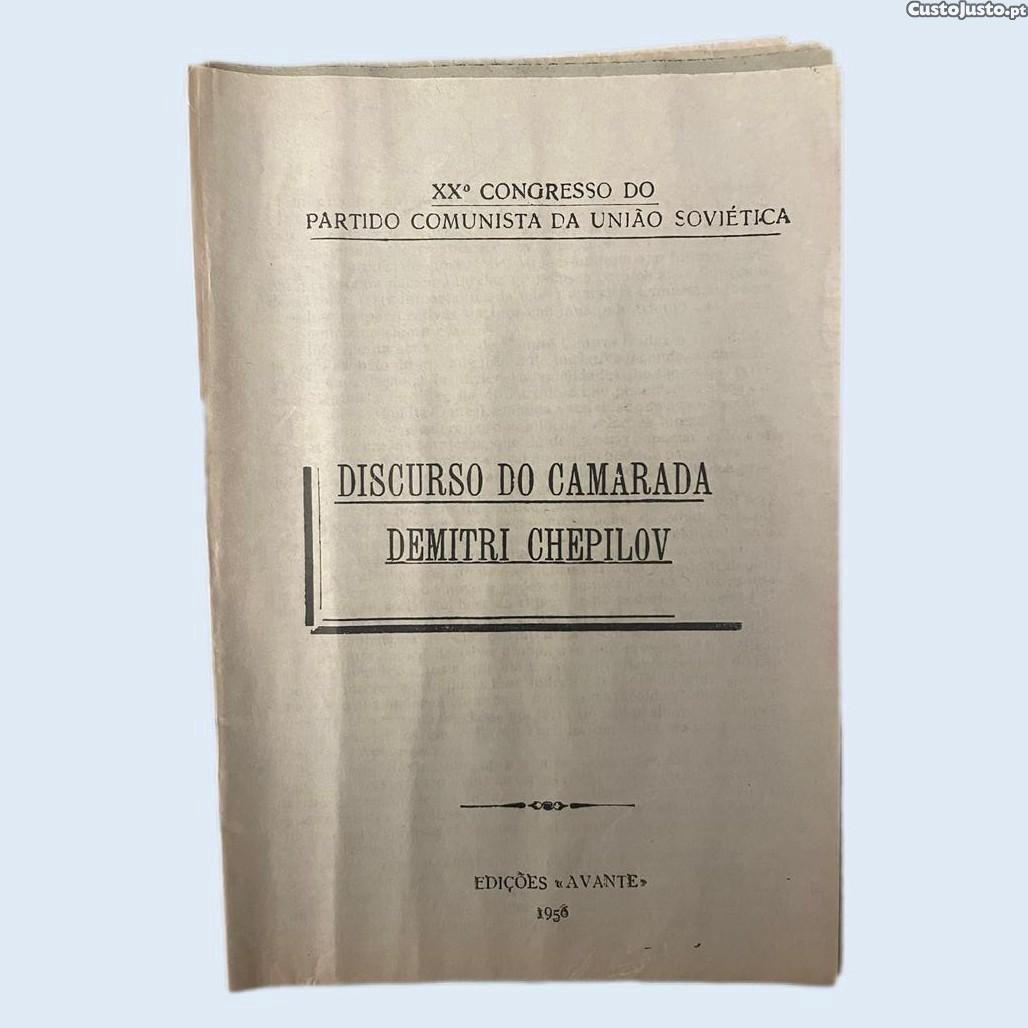 CustoJusto.pt
XXº CONGRESSO DO
PARTIDO COMUNISTA DA UNIÃO SOVIÉTICA
DISCURSO DO CAMARADA
DEMITRI CHEPILOV
EDIÇÕES «AVANTE»
1956